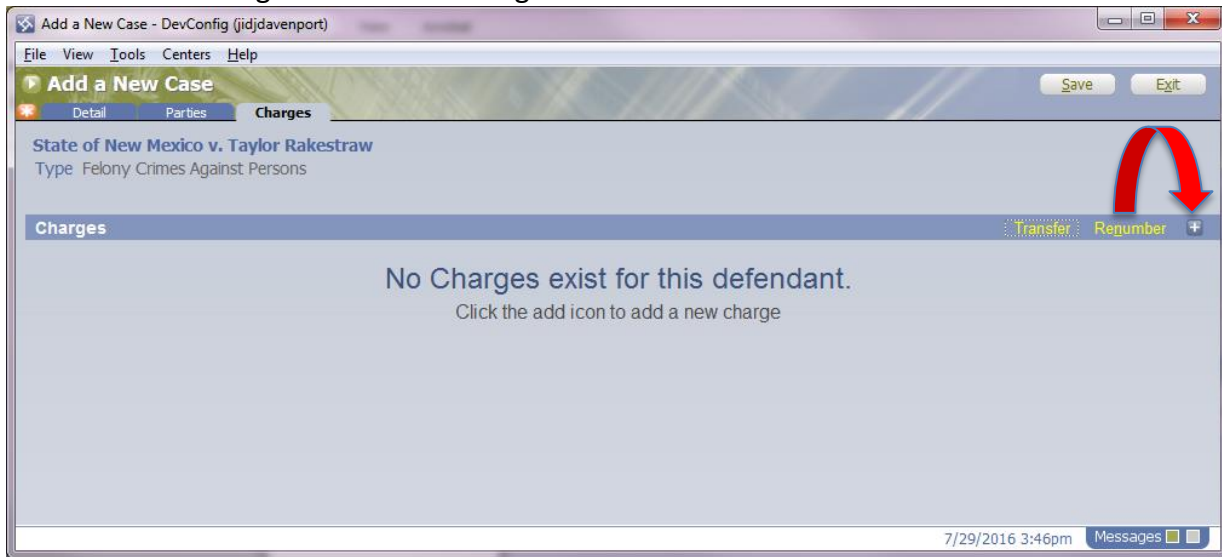 Add a New Case - DevConfig (jidjdavenport)
File View Tools Centers Help
Add a New Case
Save Exit
Detail Parties Charges
State of New Mexico v. Taylor Rakestraw
Type Felony Crimes Against Persons
Charges Transfer Renumber
No Charges exist for this defendant.
Click the add icon to add a new charge
7/29/2016 3:46pm Messages